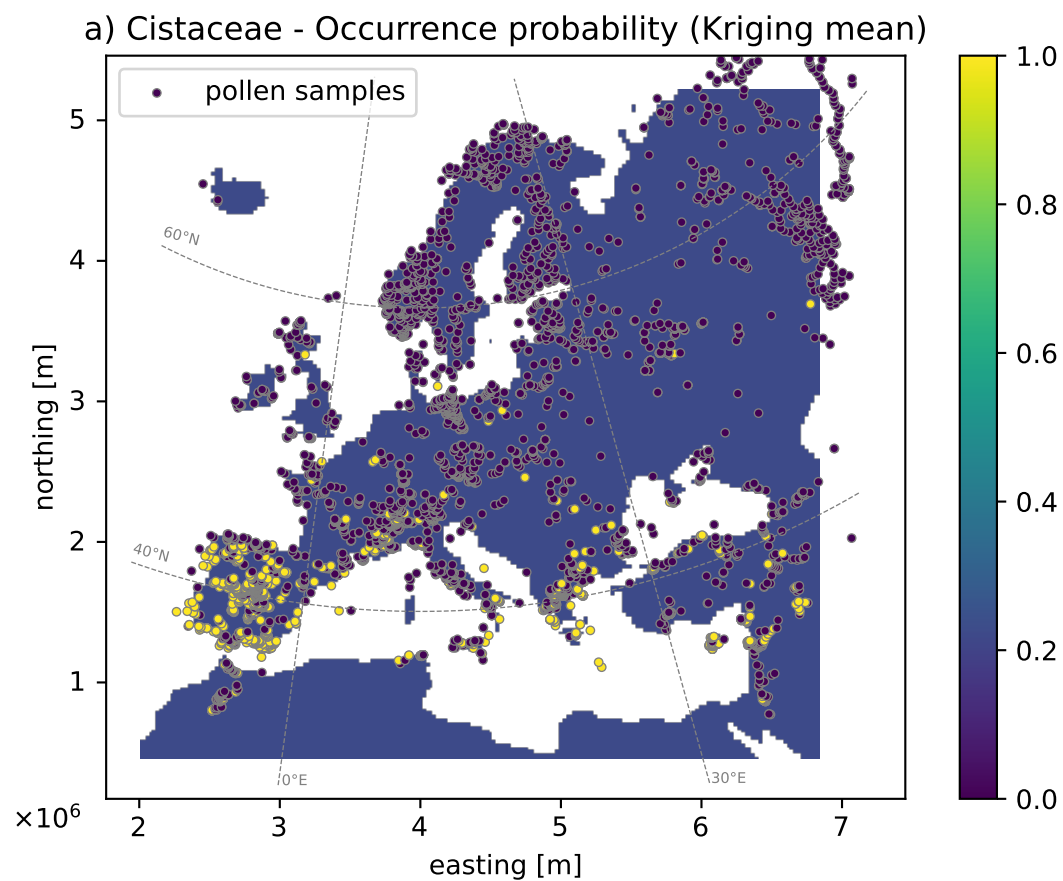 a) Cistaceae - Occurrence probability (Kriging mean)
pollen samples
northing [m]
5
4
3
2
1
60°N
40°N
0°E
30°E
×10⁶
2 3 4 5 6 7
easting [m]
1.0
0.8
0.6
0.4
0.2
0.0